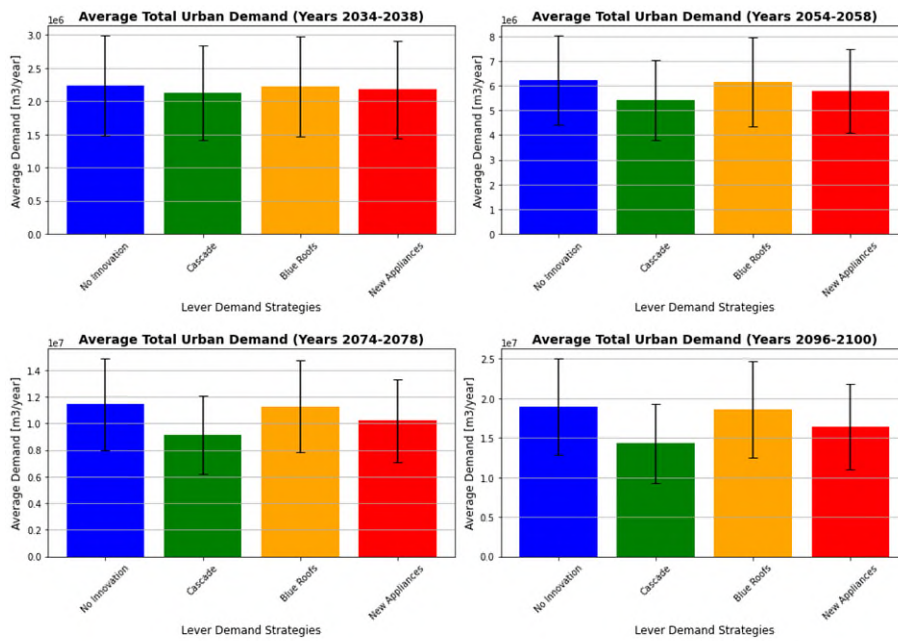 Average Total Urban Demand (Years 2034-2038)
1e6
3.0
2.5
2.0
1.5
1.0
0.5
0.0
Average Demand [m3/year]
No Innovation
Cascade
Blue Roofs
New Appliances
Lever Demand Strategies
Average Total Urban Demand (Years 2054-2058)
1e6
8
7
6
5
4
3
2
1
0
Average Demand [m3/year]
No Innovation
Cascade
Blue Roofs
New Appliances
Lever Demand Strategies
Average Total Urban Demand (Years 2074-2078)
1e7
1.4
1.2
1.0
0.8
0.6
0.4
0.2
0.0
Average Demand [m3/year]
No Innovation
Cascade
Blue Roofs
New Appliances
Lever Demand Strategies
Average Total Urban Demand (Years 2096-2100)
1e7
2.5
2.0
1.5
1.0
0.5
0.0
Average Demand [m3/year]
No Innovation
Cascade
Blue Roofs
New Appliances
Lever Demand Strategies